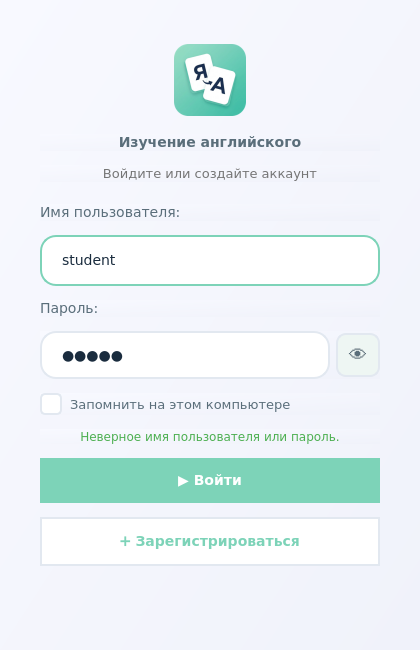 Я A
Изучение английского
Войдите или создайте аккаунт
Имя пользователя:
student
Пароль:
●●●●●
Запомнить на этом компьютере
Неверное имя пользователя или пароль.
▶ Войти
+ Зарегистрироваться